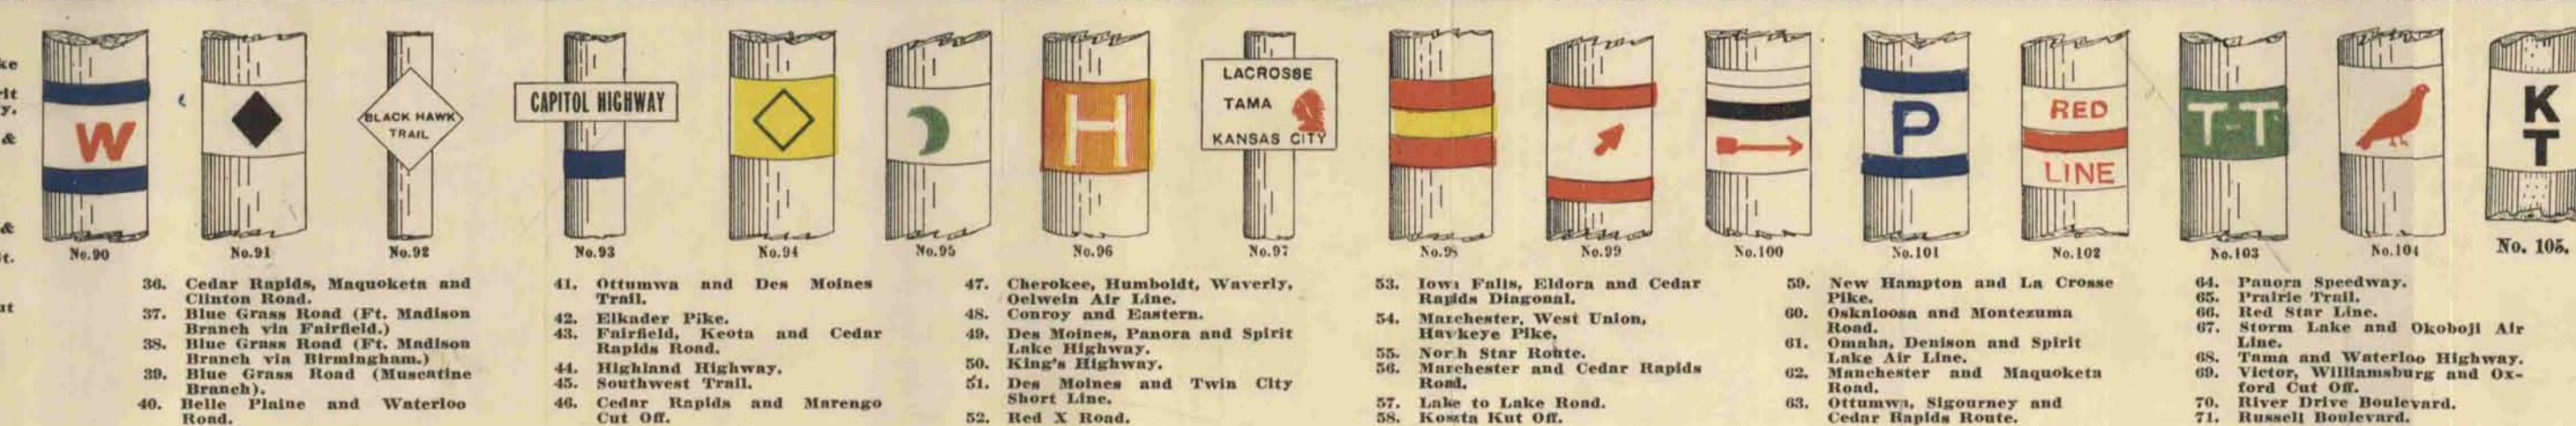 W
BLACK HAWK
TRAIL
CAPITOL HIGHWAY
H
LACROSSE
TAMA
KANSAS CITY
P
RED
LINE
T-T
K
T
No.90
No.91
No.92
No.93
No.94
No.95
No.96
No.97
No.98
No.99
No.100
No.101
No.102
No.103
No.104
No. 105.
&
&
36. Cedar Rapids, Maquoketa and
Clinton Road.
37. Blue Grass Road (Ft. Madison
Branch via Fairfield.)
38. Blue Grass Road (Ft. Madison
Branch via Birmingham.)
39. Blue Grass Road (Muscatine
Branch).
40. Belle Plaine and Waterloo
Road.
41. Ottumwa and Des Moines
Trail.
42. Elkader Pike.
43. Fairfield, Keota and Cedar
Rapids Road.
44. Highland Highway.
45. Southwest Trail.
46. Cedar Rapids and Marengo
Cut Off.
47. Cherokee, Humboldt, Waverly,
Oelwein Air Line.
48. Conroy and Eastern.
49. Des Moines, Panora and Spirit
Lake Highway.
50. King's Highway.
51. Des Moines and Twin City
Short Line.
52. Red X Road.
53. Iowa Falls, Eldora and Cedar
Rapids Diagonal.
54. Manchester, West Union,
Hawkeye Pike.
55. North Star Route.
56. Manchester and Cedar Rapids
Road.
57. Lake to Lake Road.
58. Koszta Kut Off.
59. New Hampton and La Crosse
Pike.
60. Oskaloosa and Montezuma
Road.
61. Omaha, Denison and Spirit
Lake Air Line.
62. Manchester and Maquoketa
Road.
63. Ottumwa, Sigourney and
Cedar Rapids Route.
64. Panora Speedway.
65. Prairie Trail.
66. Red Star Line.
67. Storm Lake and Okoboji Air
Line.
68. Tama and Waterloo Highway.
69. Victor, Williamsburg and Ox-
ford Cut Off.
70. River Drive Boulevard.
71. Russell Boulevard.